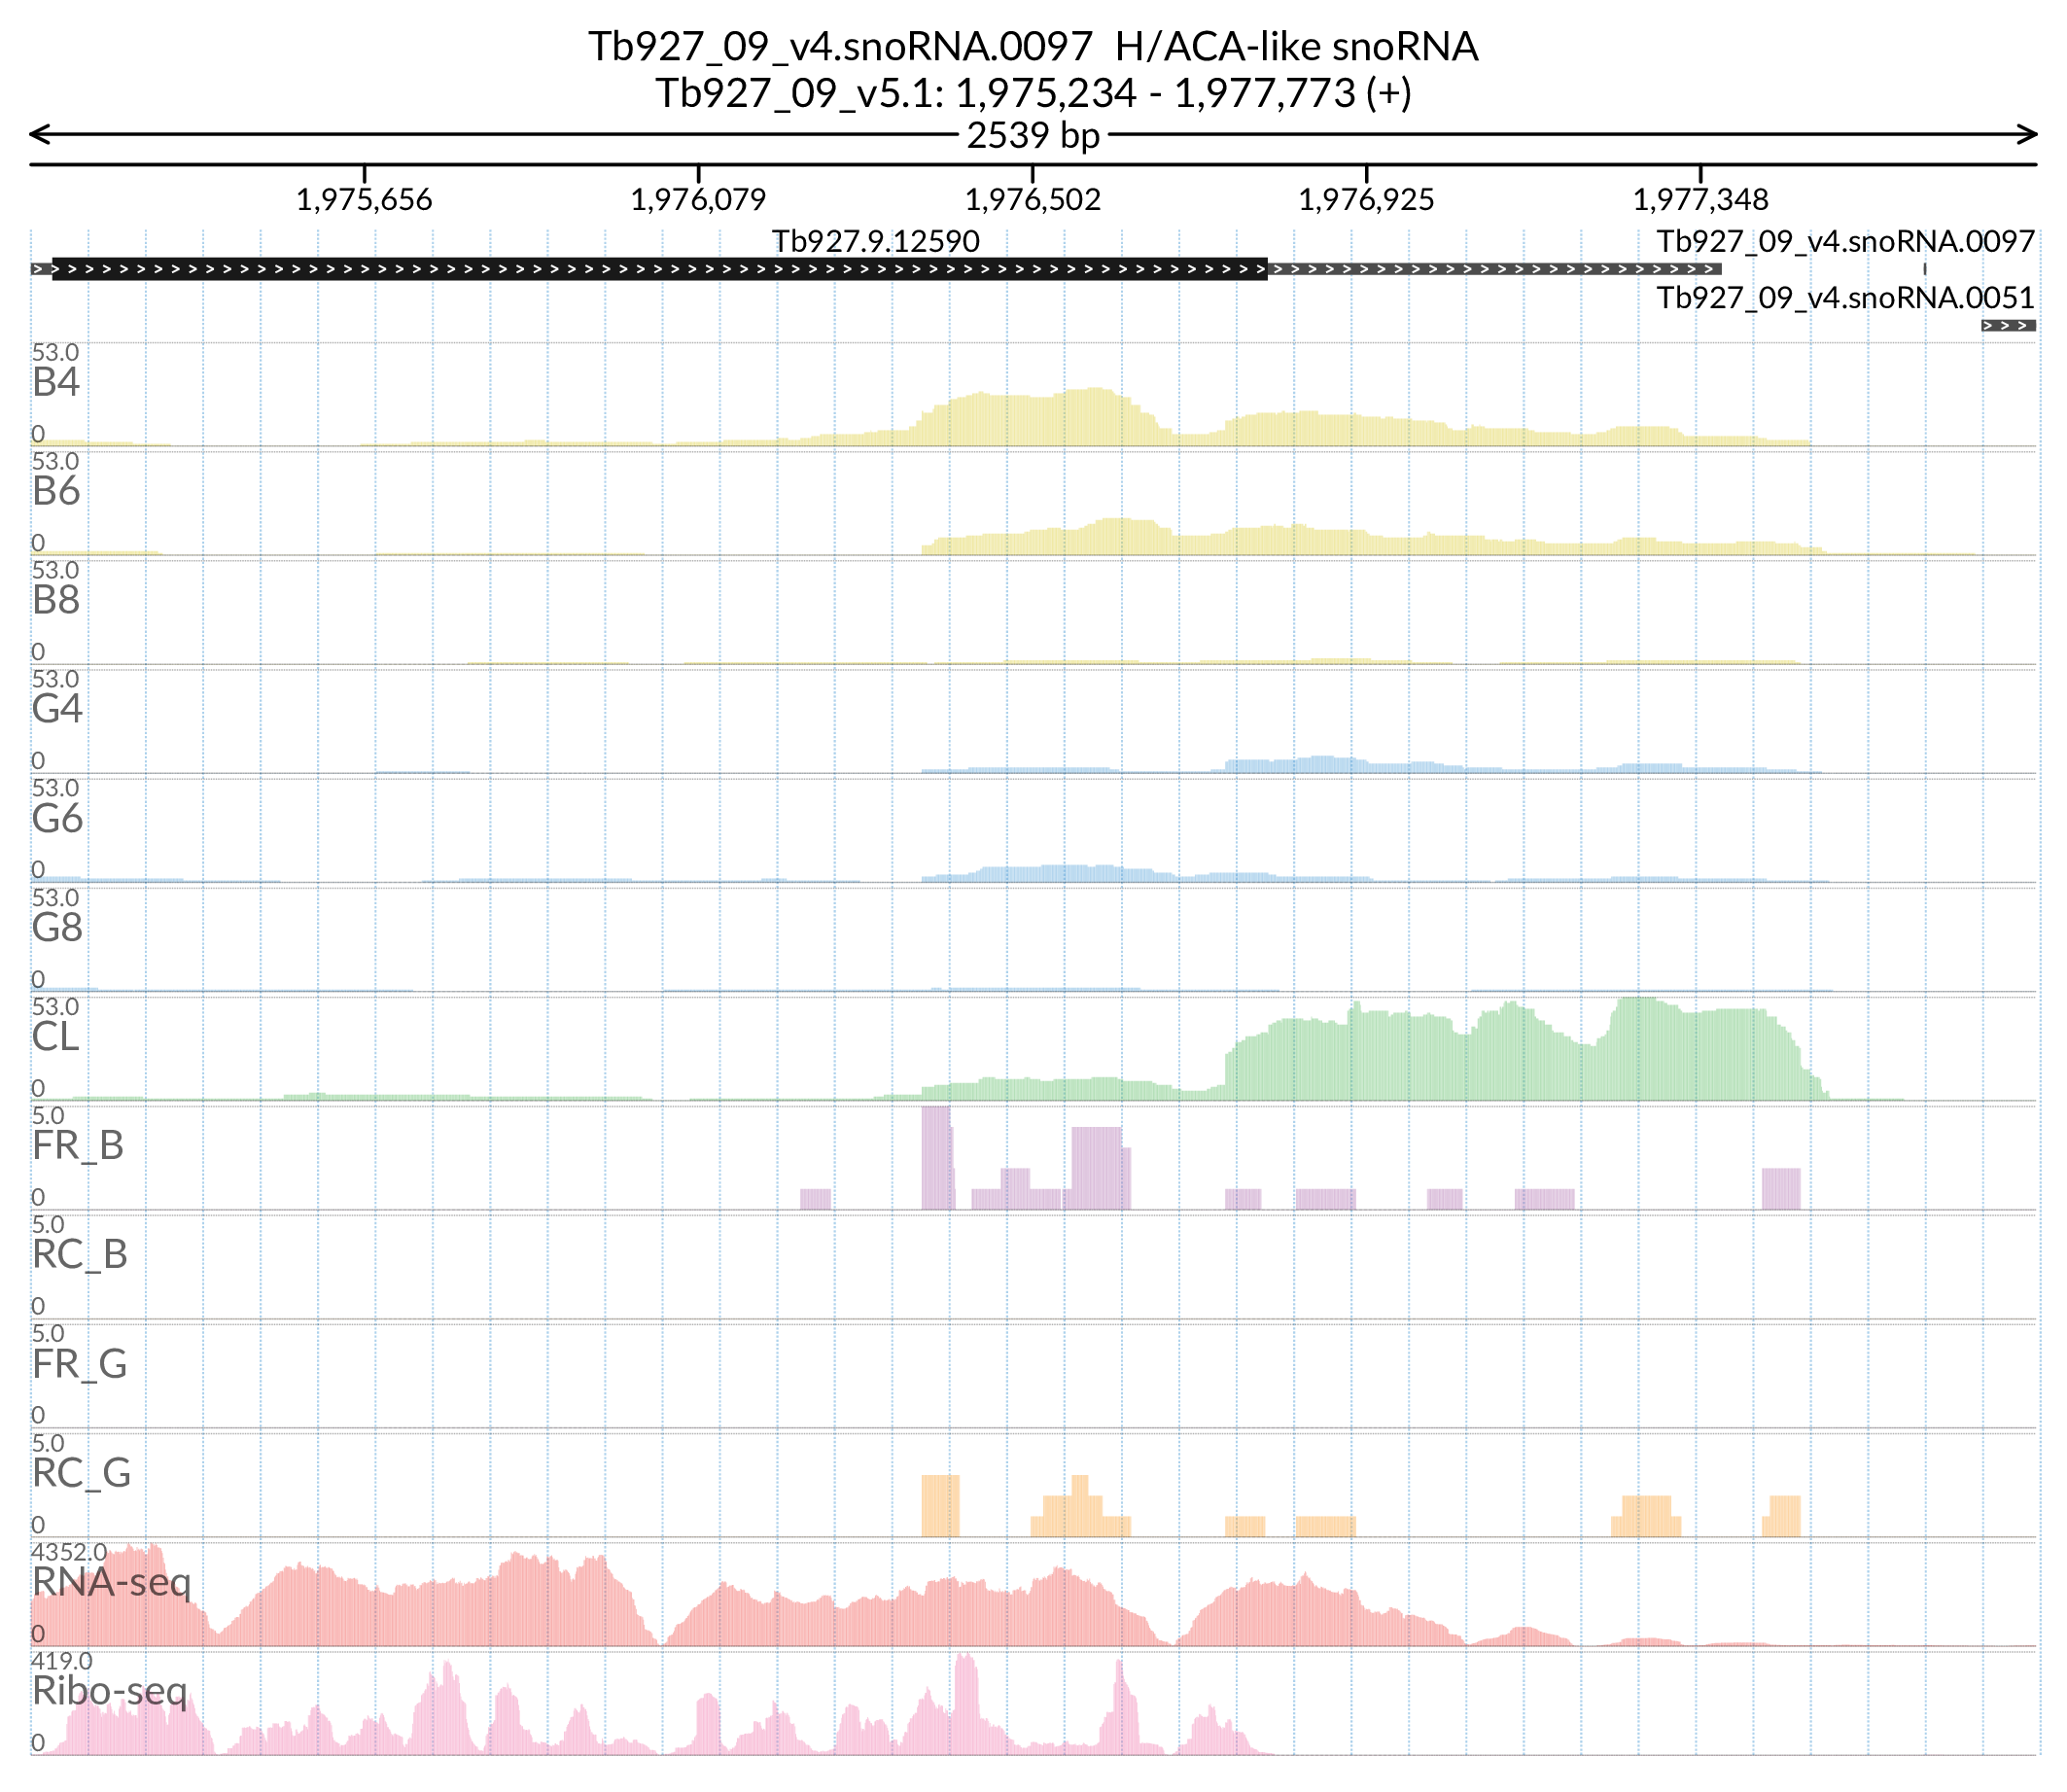 Tb927_09_v4.snoRNA.0097 H/ACA-like snoRNA
Tb927_09_v5.1: 1,975,234 - 1,977,773 (+)
2539 bp
1,975,656 1,976,079 1,976,502 1,976,925 1,977,348
Tb927.9.12590 Tb927_09_v4.snoRNA.0097
Tb927_09_v4.snoRNA.0051
53.0
B4
0
53.0
B6
0
53.0
B8
0
53.0
G4
0
53.0
G6
0
53.0
G8
0
53.0
CL
0
5.0
FR_B
0
5.0
RC_B
0
5.0
FR_G
0
5.0
RC_G
0
4352.0
RNA-seq
0
419.0
Ribo-seq
0